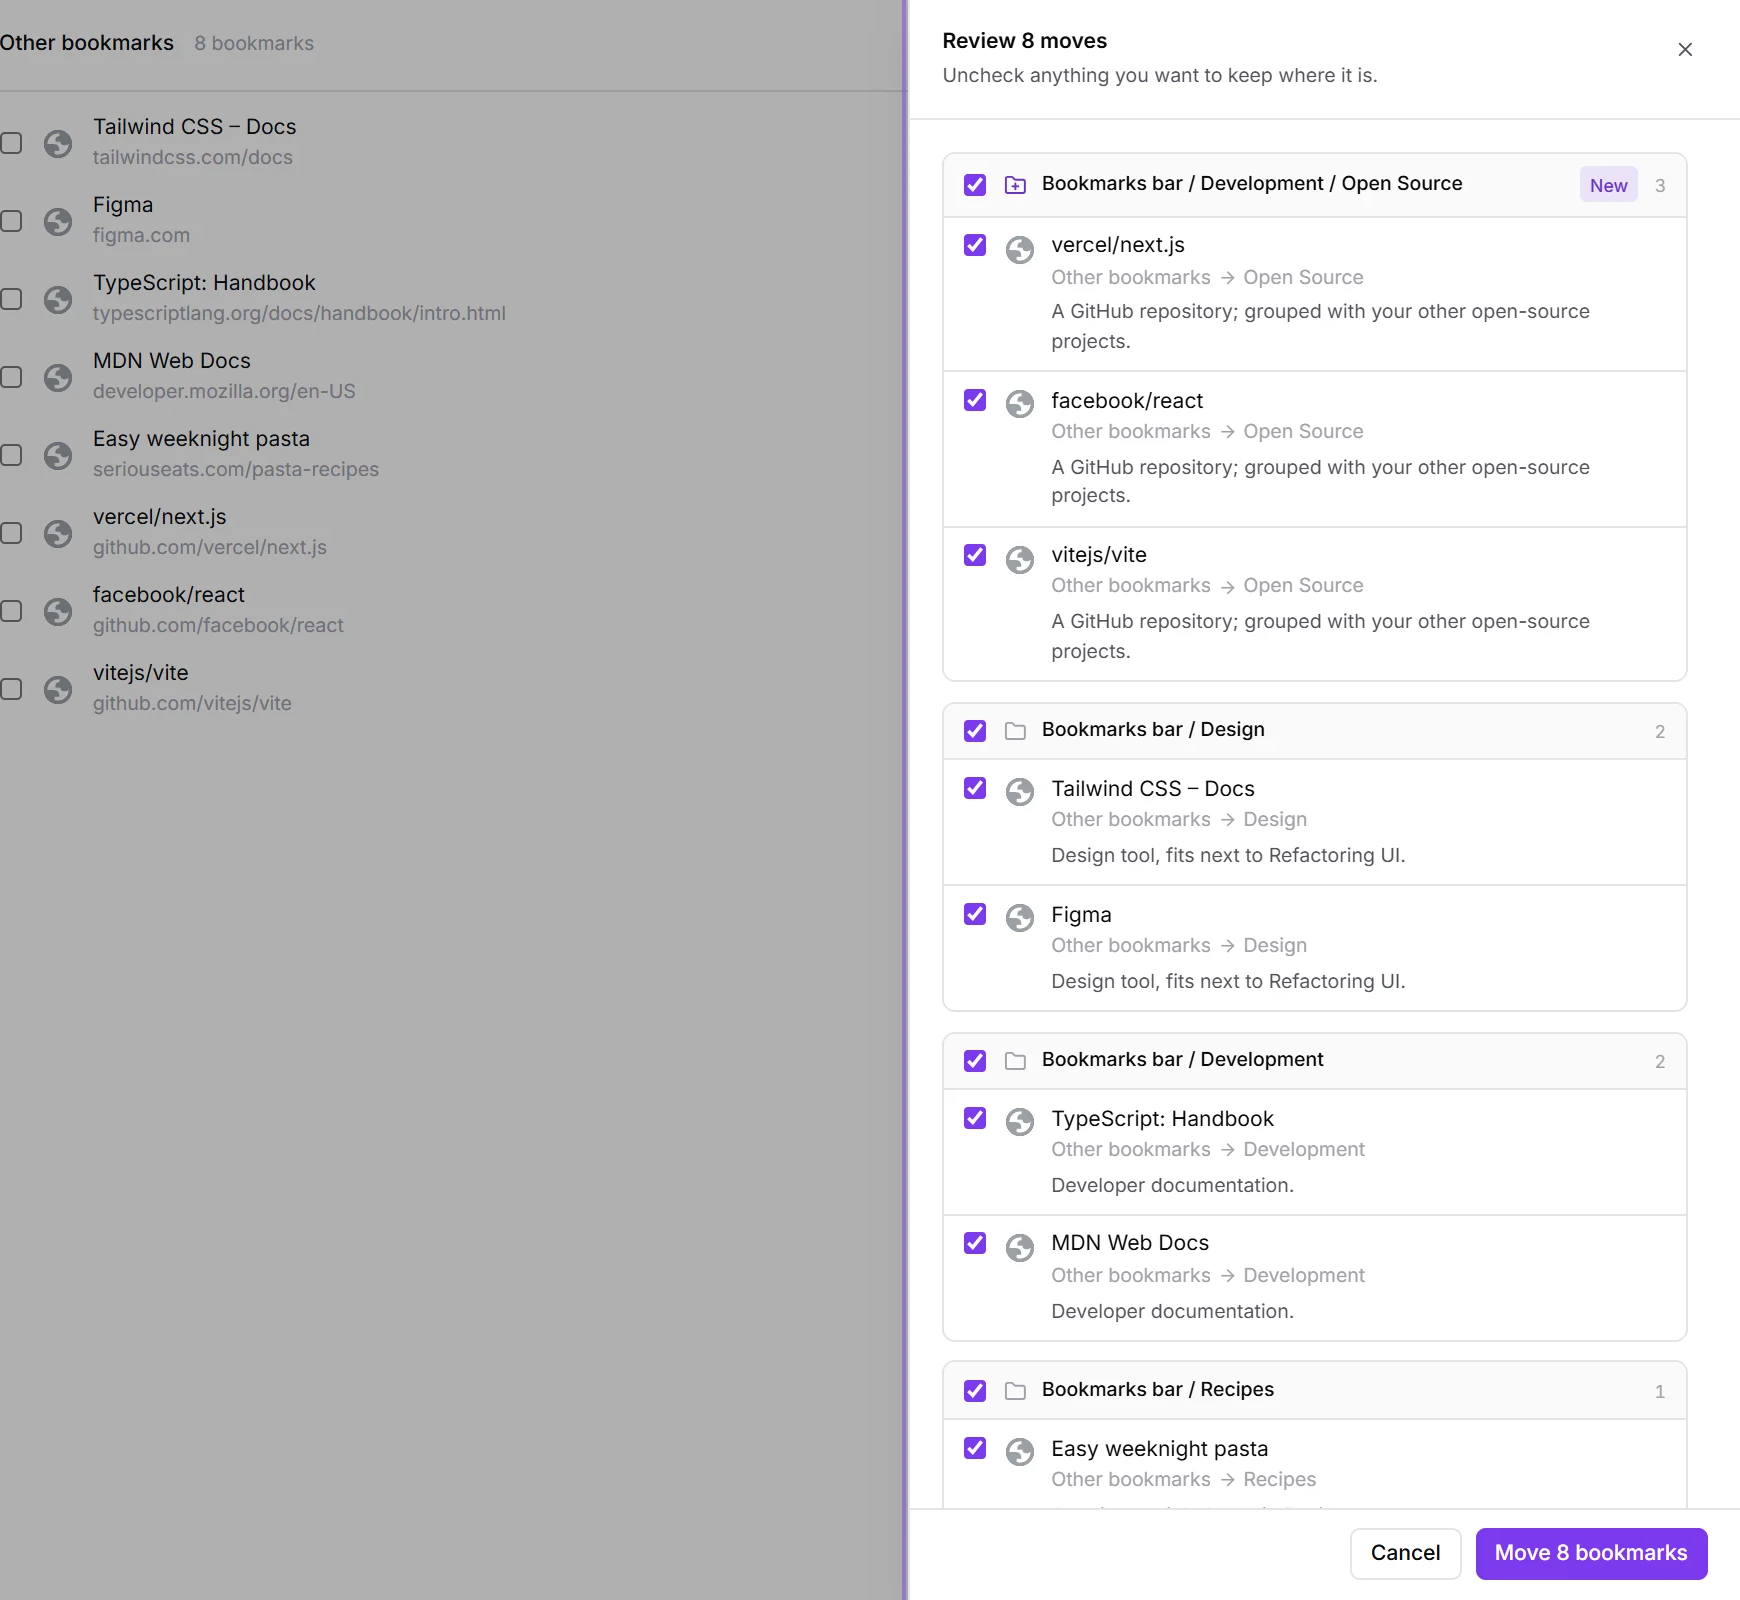 Other bookmarks 8 bookmarks
Tailwind CSS – Docs
tailwindcss.com/docs
Figma
figma.com
TypeScript: Handbook
typescriptlang.org/docs/handbook/intro.html
MDN Web Docs
developer.mozilla.org/en-US
Easy weeknight pasta
seriouseats.com/pasta-recipes
vercel/next.js
github.com/vercel/next.js
facebook/react
github.com/facebook/react
vitejs/vite
github.com/vitejs/vite
Review 8 moves
Uncheck anything you want to keep where it is.
Bookmarks bar / Development / Open Source New 3
vercel/next.js
Other bookmarks → Open Source
A GitHub repository; grouped with your other open-source
projects.
facebook/react
Other bookmarks → Open Source
A GitHub repository; grouped with your other open-source
projects.
vitejs/vite
Other bookmarks → Open Source
A GitHub repository; grouped with your other open-source
projects.
Bookmarks bar / Design 2
Tailwind CSS – Docs
Other bookmarks → Design
Design tool, fits next to Refactoring UI.
Figma
Other bookmarks → Design
Design tool, fits next to Refactoring UI.
Bookmarks bar / Development 2
TypeScript: Handbook
Other bookmarks → Development
Developer documentation.
MDN Web Docs
Other bookmarks → Development
Developer documentation.
Bookmarks bar / Recipes 1
Easy weeknight pasta
Other bookmarks → Recipes
Cancel Move 8 bookmarks